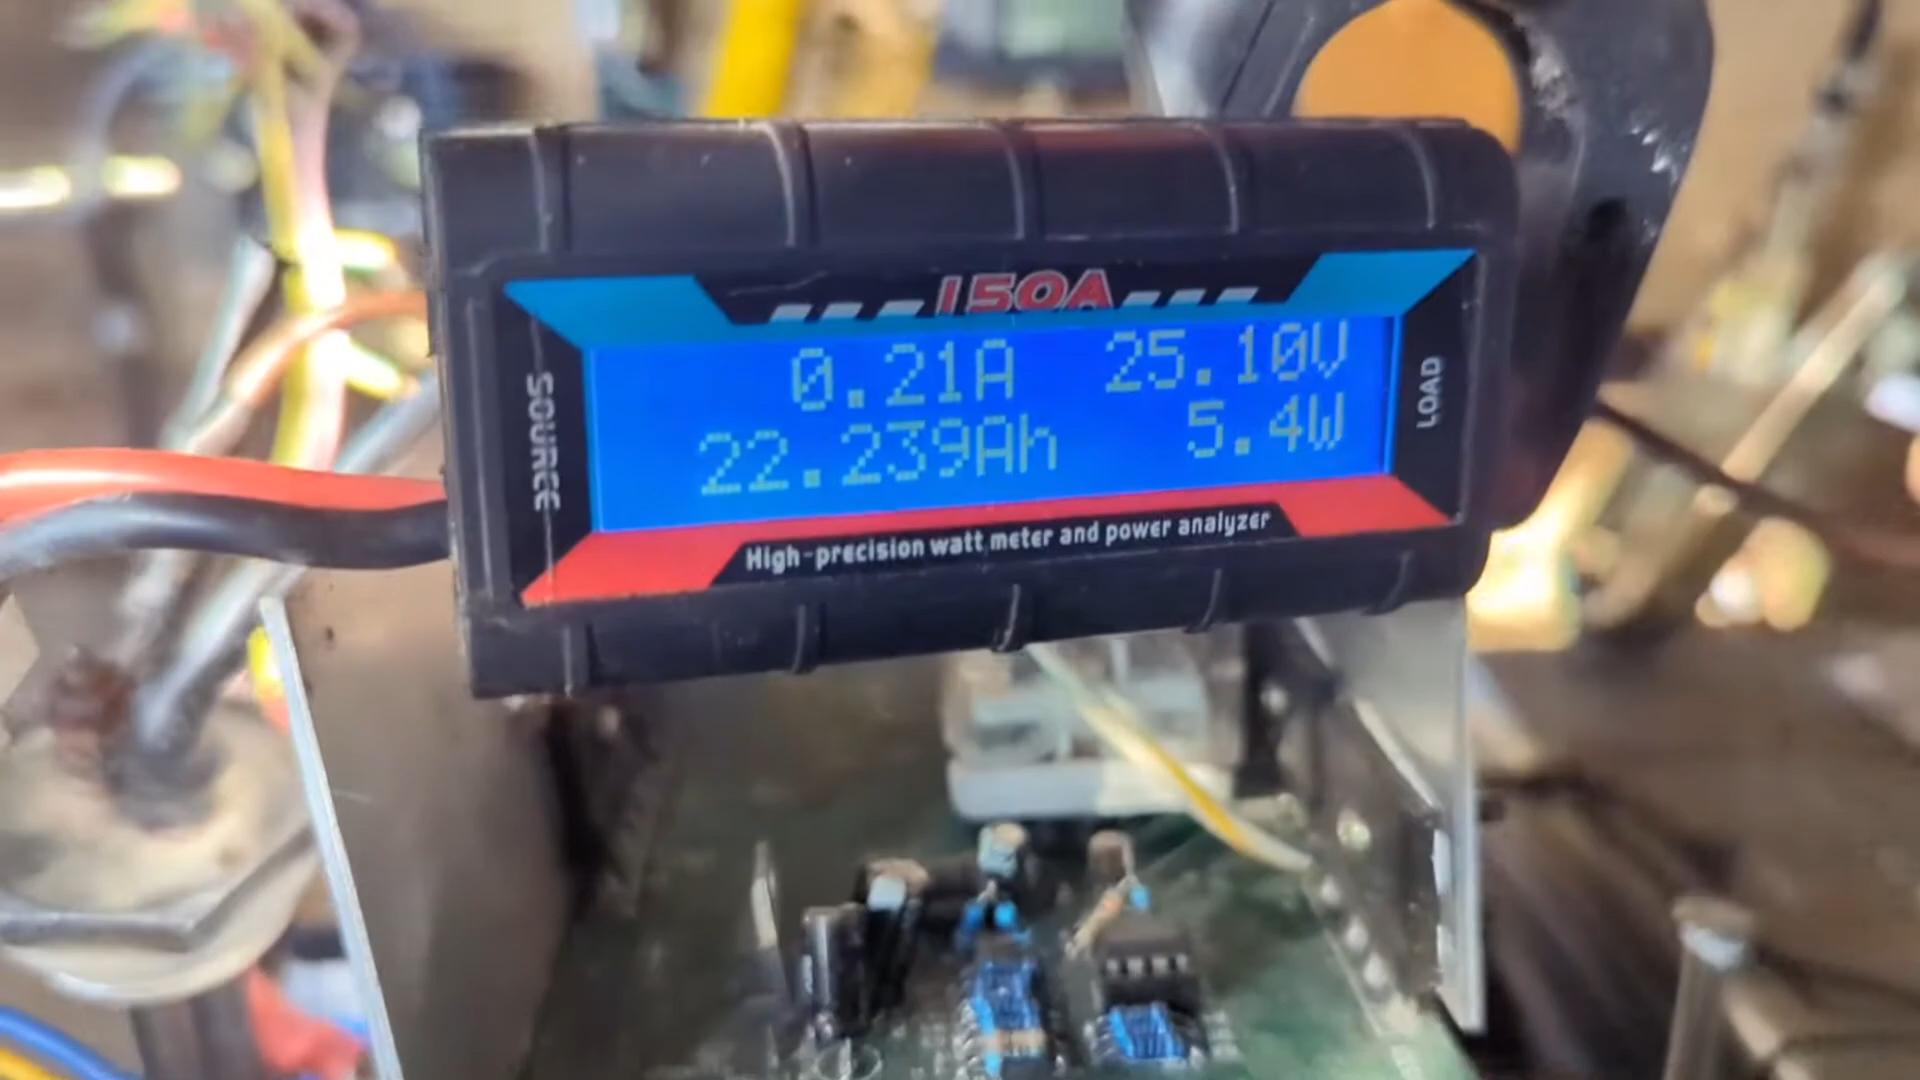 150A
SOURCE
0.21A 25.10V
22.239Ah 5.4W
LOAD
High-precision watt meter and power analyzer